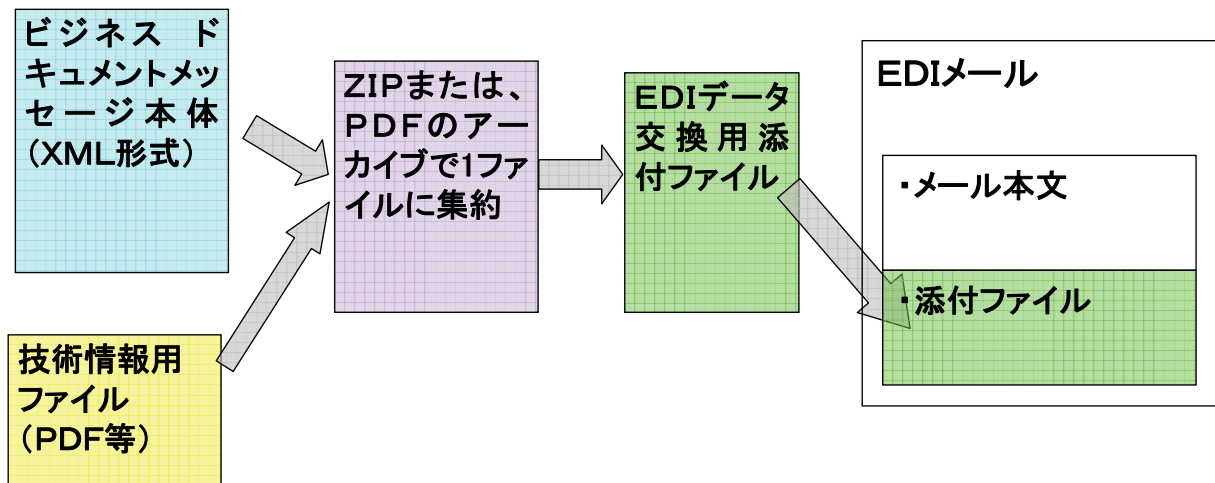 ビジネス ド
キュメントメッ
セージ本体
（XML形式）
ZIPまたは、
PDFのアー
カイブで1ファ
イルに集約
EDIデータ
交換用添
付ファイル
EDIメール
・メール本文
・添付ファイル
技術情報用
ファイル
（PDF等）